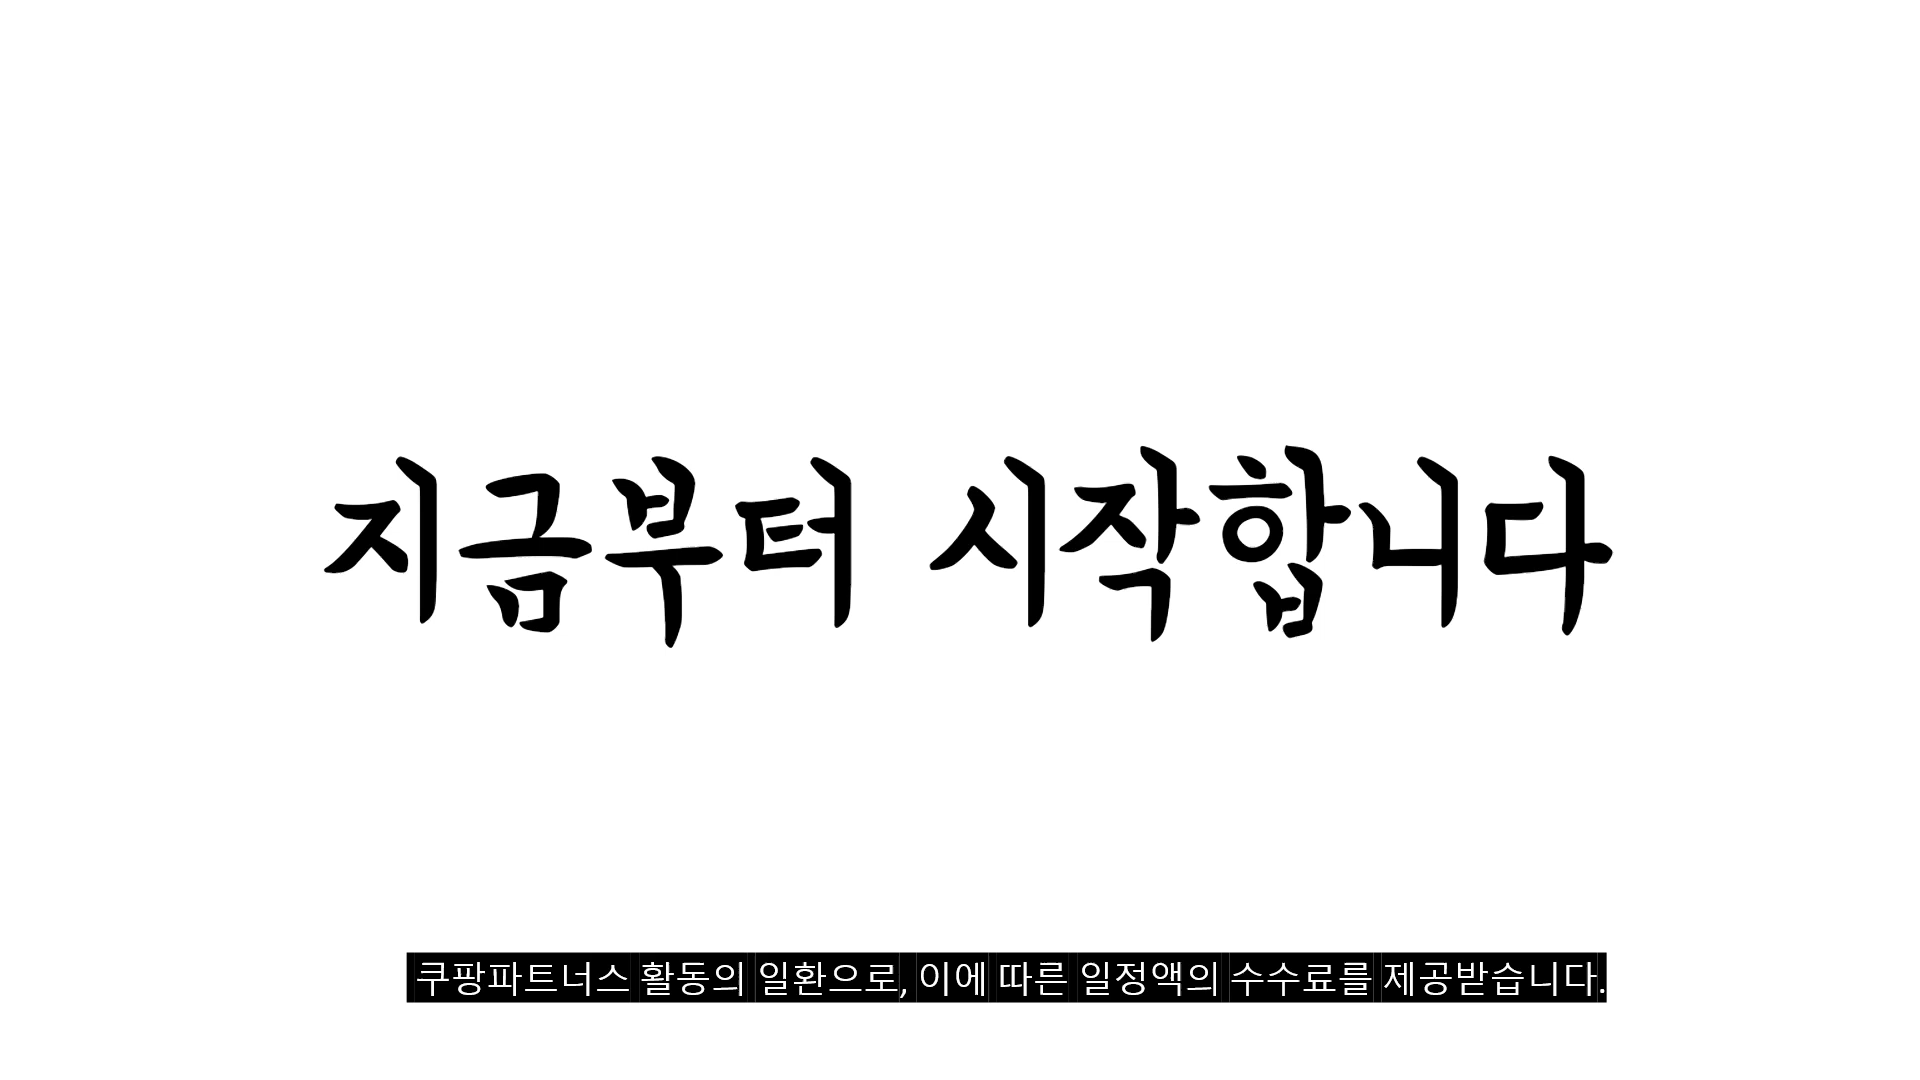 지금부터 시작합니다
쿠팡파트너스 활동의 일환으로, 이에 따른 일정액의 수수료를 제공받습니다.